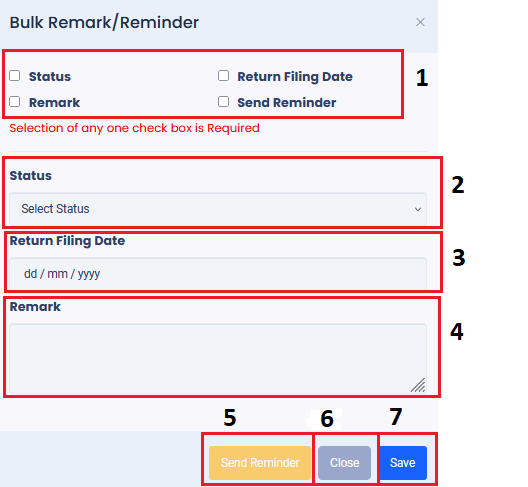 Bulk Remark/Reminder ×
Status Return Filing Date 1
Remark Send Reminder
Selection of any one check box is Required
Status 2
Select Status
Return Filing Date
3
dd / mm / yyyy
Remark
4
5 6 7
Send Reminder Close Save